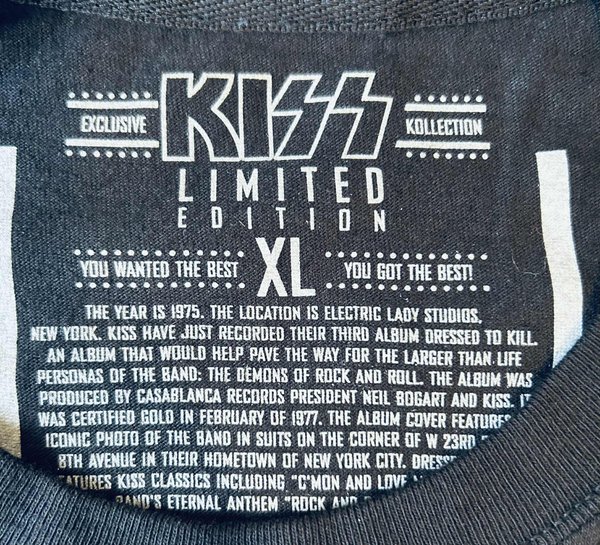 EXCLUSIVE KISS KOLLECTION
LIMITED
EDITION
YOU WANTED THE BEST XL YOU GOT THE BEST!
THE YEAR IS 1975. THE LOCATION IS ELECTRIC LADY STUDIOS,
NEW YORK. KISS HAVE JUST RECORDED THEIR THIRD ALBUM DRESSED TO KILL.
AN ALBUM THAT WOULD HELP PAVE THE WAY FOR THE LARGER THAN LIFE
PERSONAS OF THE BAND: THE DEMONS OF ROCK AND ROLL. THE ALBUM WAS
PRODUCED BY CASABLANCA RECORDS PRESIDENT NEIL BOGART AND KISS. IT
WAS CERTIFIED GOLD IN FEBRUARY OF 1977. THE ALBUM COVER FEATURES
ICONIC PHOTO OF THE BAND IN SUITS ON THE CORNER OF W 23RD
8TH AVENUE IN THEIR HOMETOWN OF NEW YORK CITY.
KISS CLASSICS INCLUDING "C'MON AND LOVE
ETERNAL ANTHEM "ROCK AND